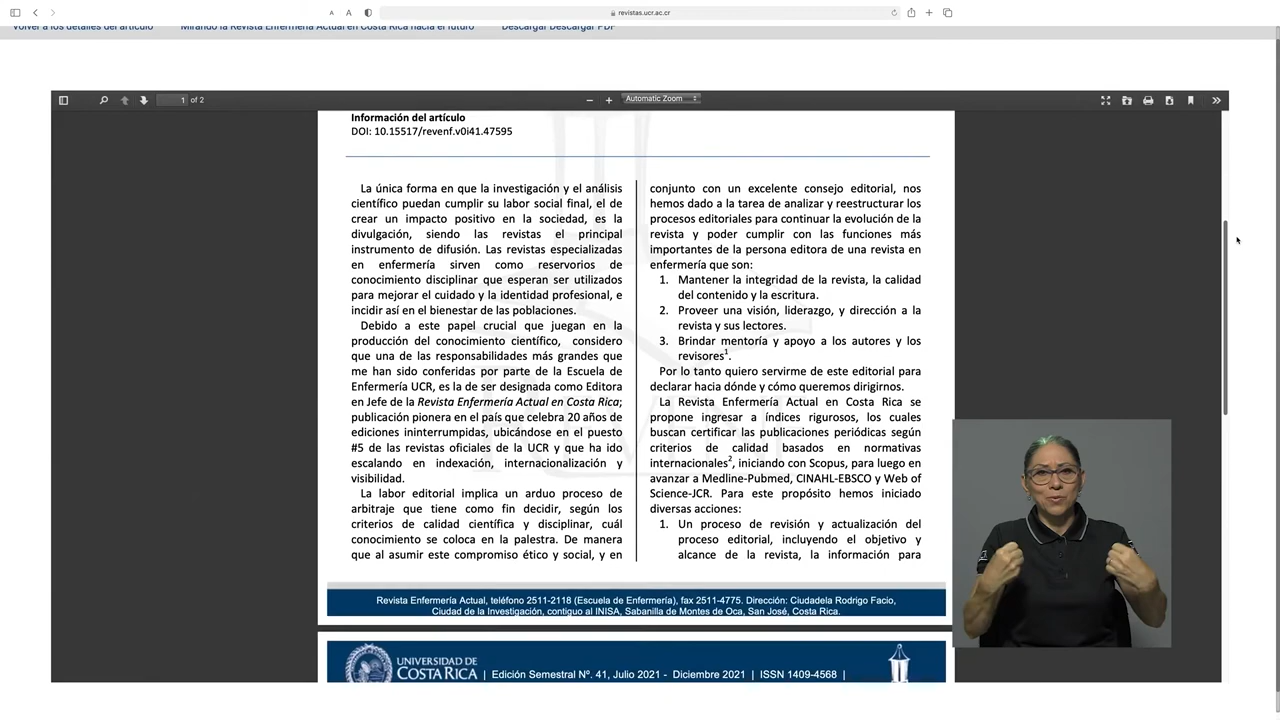 A A
revistas.ucr.ac.cr
Volver a los detalles del artículo Mirando la Revista Enfermería Actual en Costa Rica hacia el futuro Descargar Descargar PDF
1 of 2
Automatic Zoom
Información del artículo
DOI: 10.15517/revenf.v0i41.47595
La única forma en que la investigación y el análisis
científico puedan cumplir su labor social final, el de
crear un impacto positivo en la sociedad, es la
divulgación, siendo las revistas el principal
instrumento de difusión. Las revistas especializadas
en enfermería sirven como reservorios de
conocimiento disciplinar que esperan ser utilizados
para mejorar el cuidado y la identidad profesional, e
incidir así en el bienestar de las poblaciones.
Debido a este papel crucial que juegan en la
producción del conocimiento científico, considero
que una de las responsabilidades más grandes que
me han sido conferidas por parte de la Escuela de
Enfermería UCR, es la de ser designada como Editora
en Jefe de la Revista Enfermería Actual en Costa Rica;
publicación pionera en el país que celebra 20 años de
ediciones ininterrumpidas, ubicándose en el puesto
#5 de las revistas oficiales de la UCR y que ha ido
escalando en indexación, internacionalización y
visibilidad.
La labor editorial implica un arduo proceso de
arbitraje que tiene como fin decidir, según los
criterios de calidad científica y disciplinar, cuál
conocimiento se coloca en la palestra. De manera
que al asumir este compromiso ético y social, y en
conjunto con un excelente consejo editorial, nos
hemos dado a la tarea de analizar y reestructurar los
procesos editoriales para continuar la evolución de la
revista y poder cumplir con las funciones más
importantes de la persona editora de una revista en
enfermería que son:
1. Mantener la integridad de la revista, la calidad
del contenido y la escritura.
2. Proveer una visión, liderazgo, y dirección a la
revista y sus lectores.
3. Brindar mentoría y apoyo a los autores y los
revisores1.
Por lo tanto quiero servirme de este editorial para
declarar hacia dónde y cómo queremos dirigirnos.
La Revista Enfermería Actual en Costa Rica se
propone ingresar a índices rigurosos, los cuales
buscan certificar las publicaciones periódicas según
criterios de calidad basados en normativas
internacionales2, iniciando con Scopus, para luego en
avanzar a Medline-Pubmed, CINAHL-EBSCO y Web of
Science-JCR. Para este propósito hemos iniciado
diversas acciones:
1. Un proceso de revisión y actualización del
proceso editorial, incluyendo el objetivo y
alcance de la revista, la información para
Revista Enfermería Actual, teléfono 2511-2118 (Escuela de Enfermería), fax 2511-4775. Dirección: Ciudadela Rodrigo Facio,
Ciudad de la Investigación, contiguo al INISA, Sabanilla de Montes de Oca, San José, Costa Rica.
UNIVERSIDAD DE
COSTA RICA | Edición Semestral Nº. 41, Julio 2021 - Diciembre 2021 | ISSN 1409-4568 |